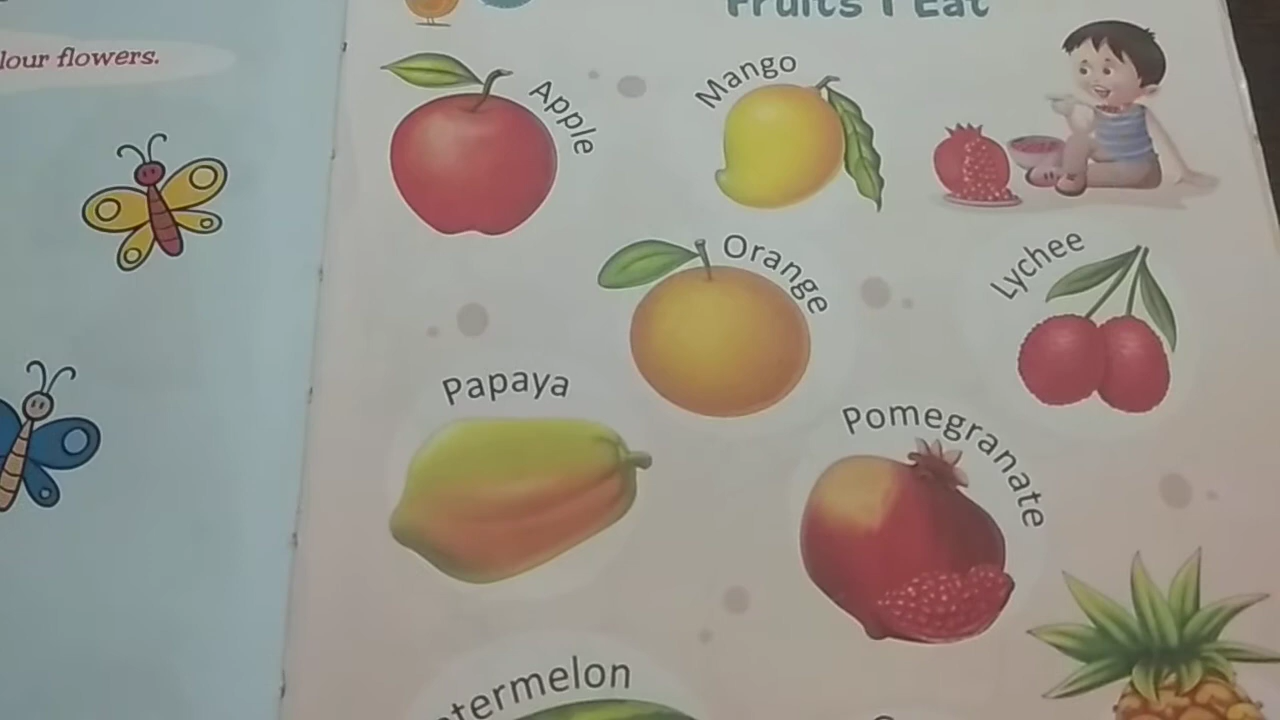 lour flowers.
Fruits I Eat
Apple
Mango
Orange
Lychee
Papaya
Pomegranate
termelon